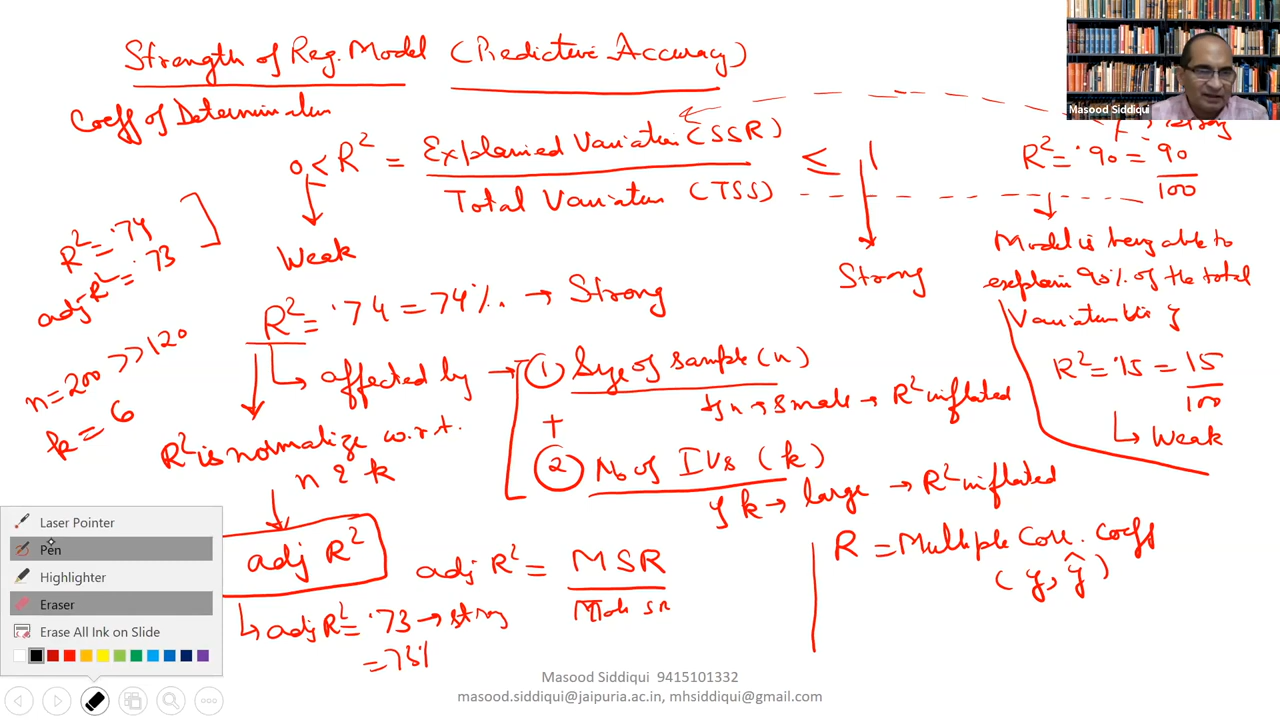 Strength of Reg. Model (Predictive Accuracy)
Coeff of Determination
0 < R² = Explained Variation (SSR) / Total Variation (TSS) < 1
Weak
Strong
R² = .90 = 90/100
Model is being able to
explain 90% of the total
Variation in y
R² = .15 = 15/100
Weak
R² = .74
adj R² = .73
n = 200 >> 120
k = 6
R² = .74 = 74% → Strong
affected by →
① Size of sample (n)
If n → small → R² inflated
+
② No of IVs (k)
If k → large → R² inflated
R² is normalize w.r.t.
n & k
adj R²
adj R² = .73 → strong
= 73%
adj R² = MSR /
R = Multiple Corr. Coeff
(y, ŷ)
Laser Pointer
Pen
Highlighter
Eraser
Erase All Ink on Slide
Masood Siddiqui 9415101332
masood.siddiqui@jaipuria.ac.in, mhsiddiqui@gmail.com
Masood Siddiqui